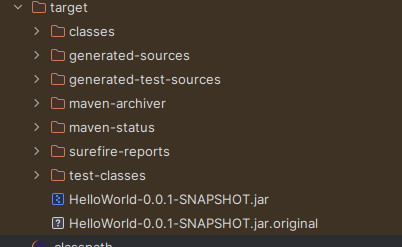 target
classes
generated-sources
generated-test-sources
maven-archiver
maven-status
surefire-reports
test-classes
HelloWorld-0.0.1-SNAPSHOT.jar
HelloWorld-0.0.1-SNAPSHOT.jar.original
.classpath